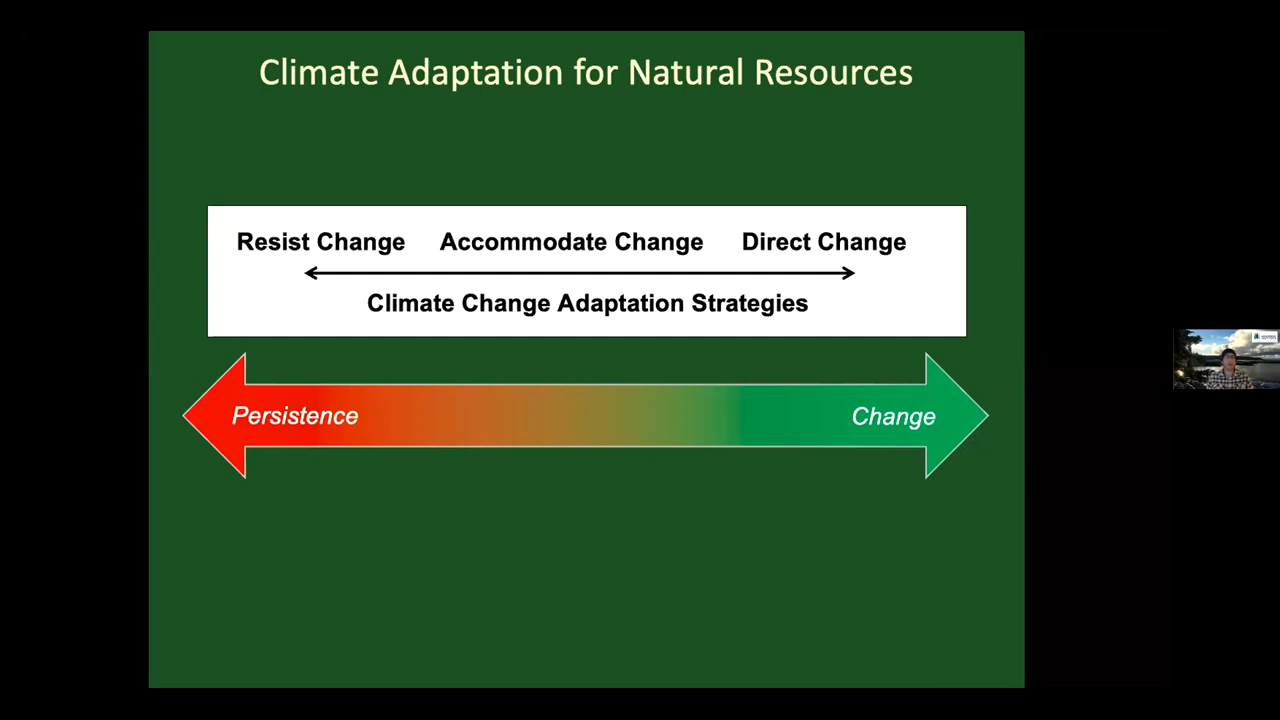 Climate Adaptation for Natural Resources
Resist Change Accommodate Change Direct Change
Climate Change Adaptation Strategies
Persistence Change